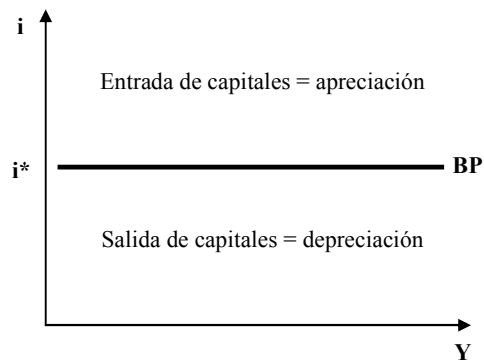 i
Entrada de capitales = apreciación
i*
BP
Salida de capitales = depreciación
Y